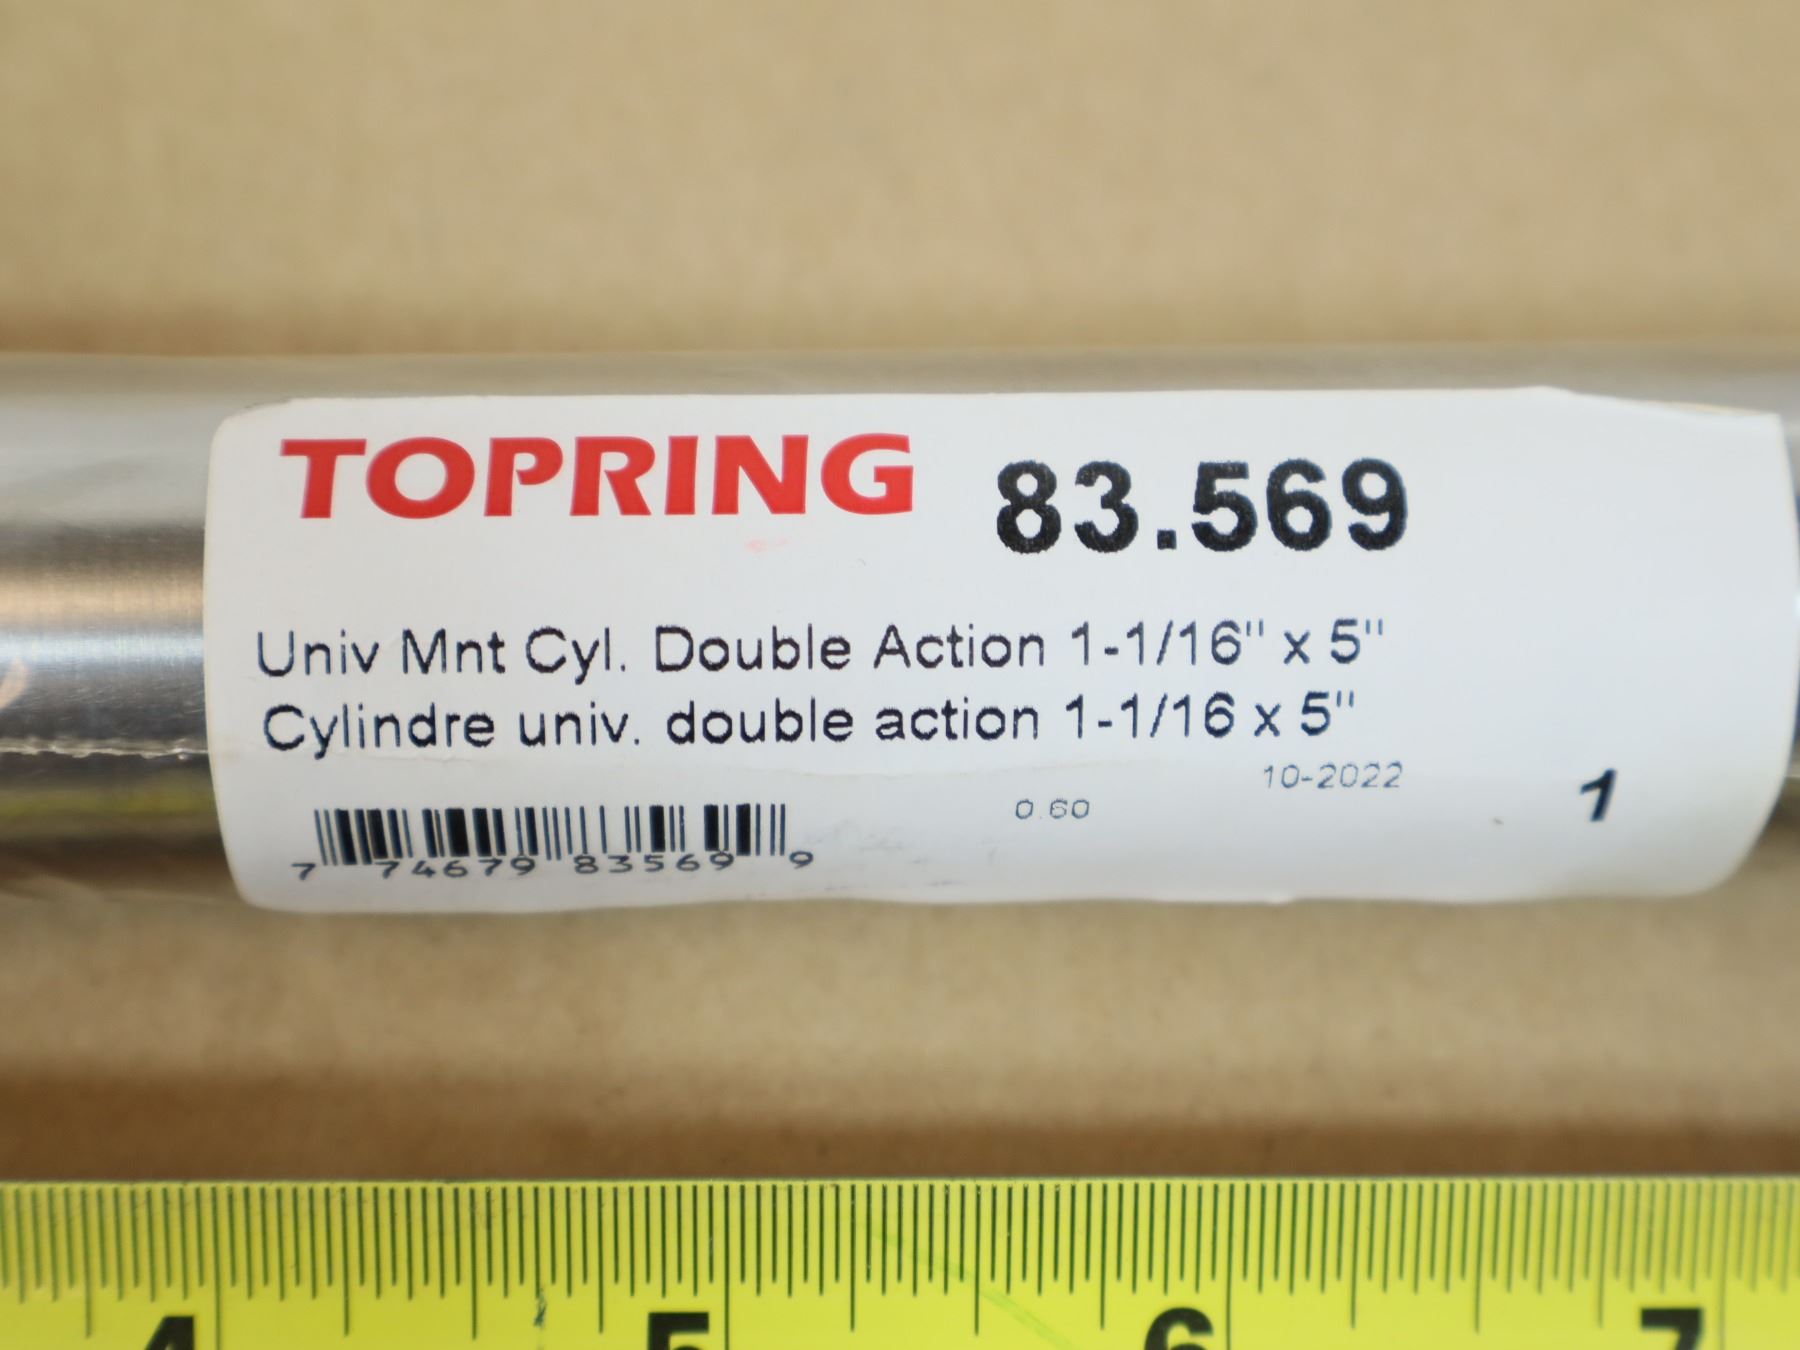 TOPRING 83.569
Univ Mnt Cyl. Double Action 1-1/16" x 5"
Cylindre univ. double action 1-1/16 x 5"
10-2022
0.60
1
7 74679 83569 9
4 5 6 7